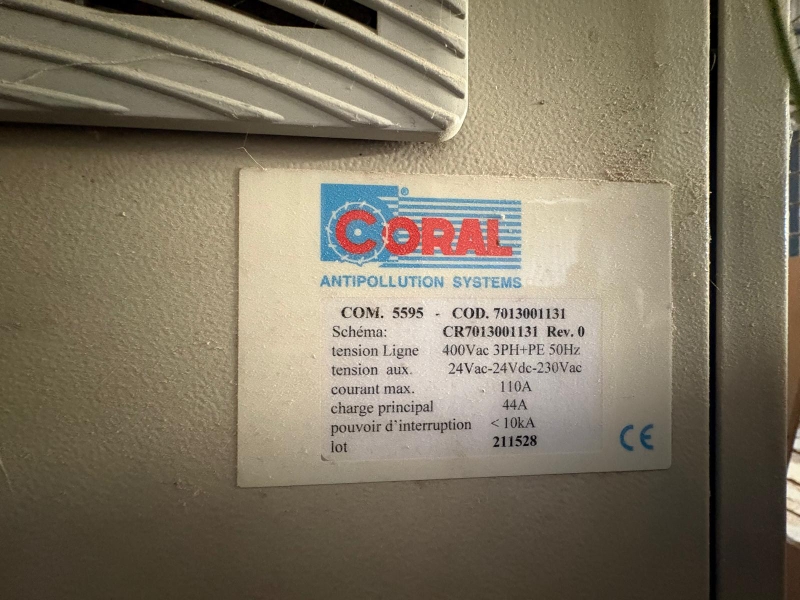 CORAL®
ANTIPOLLUTION SYSTEMS
COM. 5595 - COD. 7013001131
Schéma: CR7013001131 Rev. 0
tension Ligne 400Vac 3PH+PE 50Hz
tension aux. 24Vac-24Vdc-230Vac
courant max. 110A
charge principal 44A
pouvoir d'interruption < 10kA
lot 211528
CE